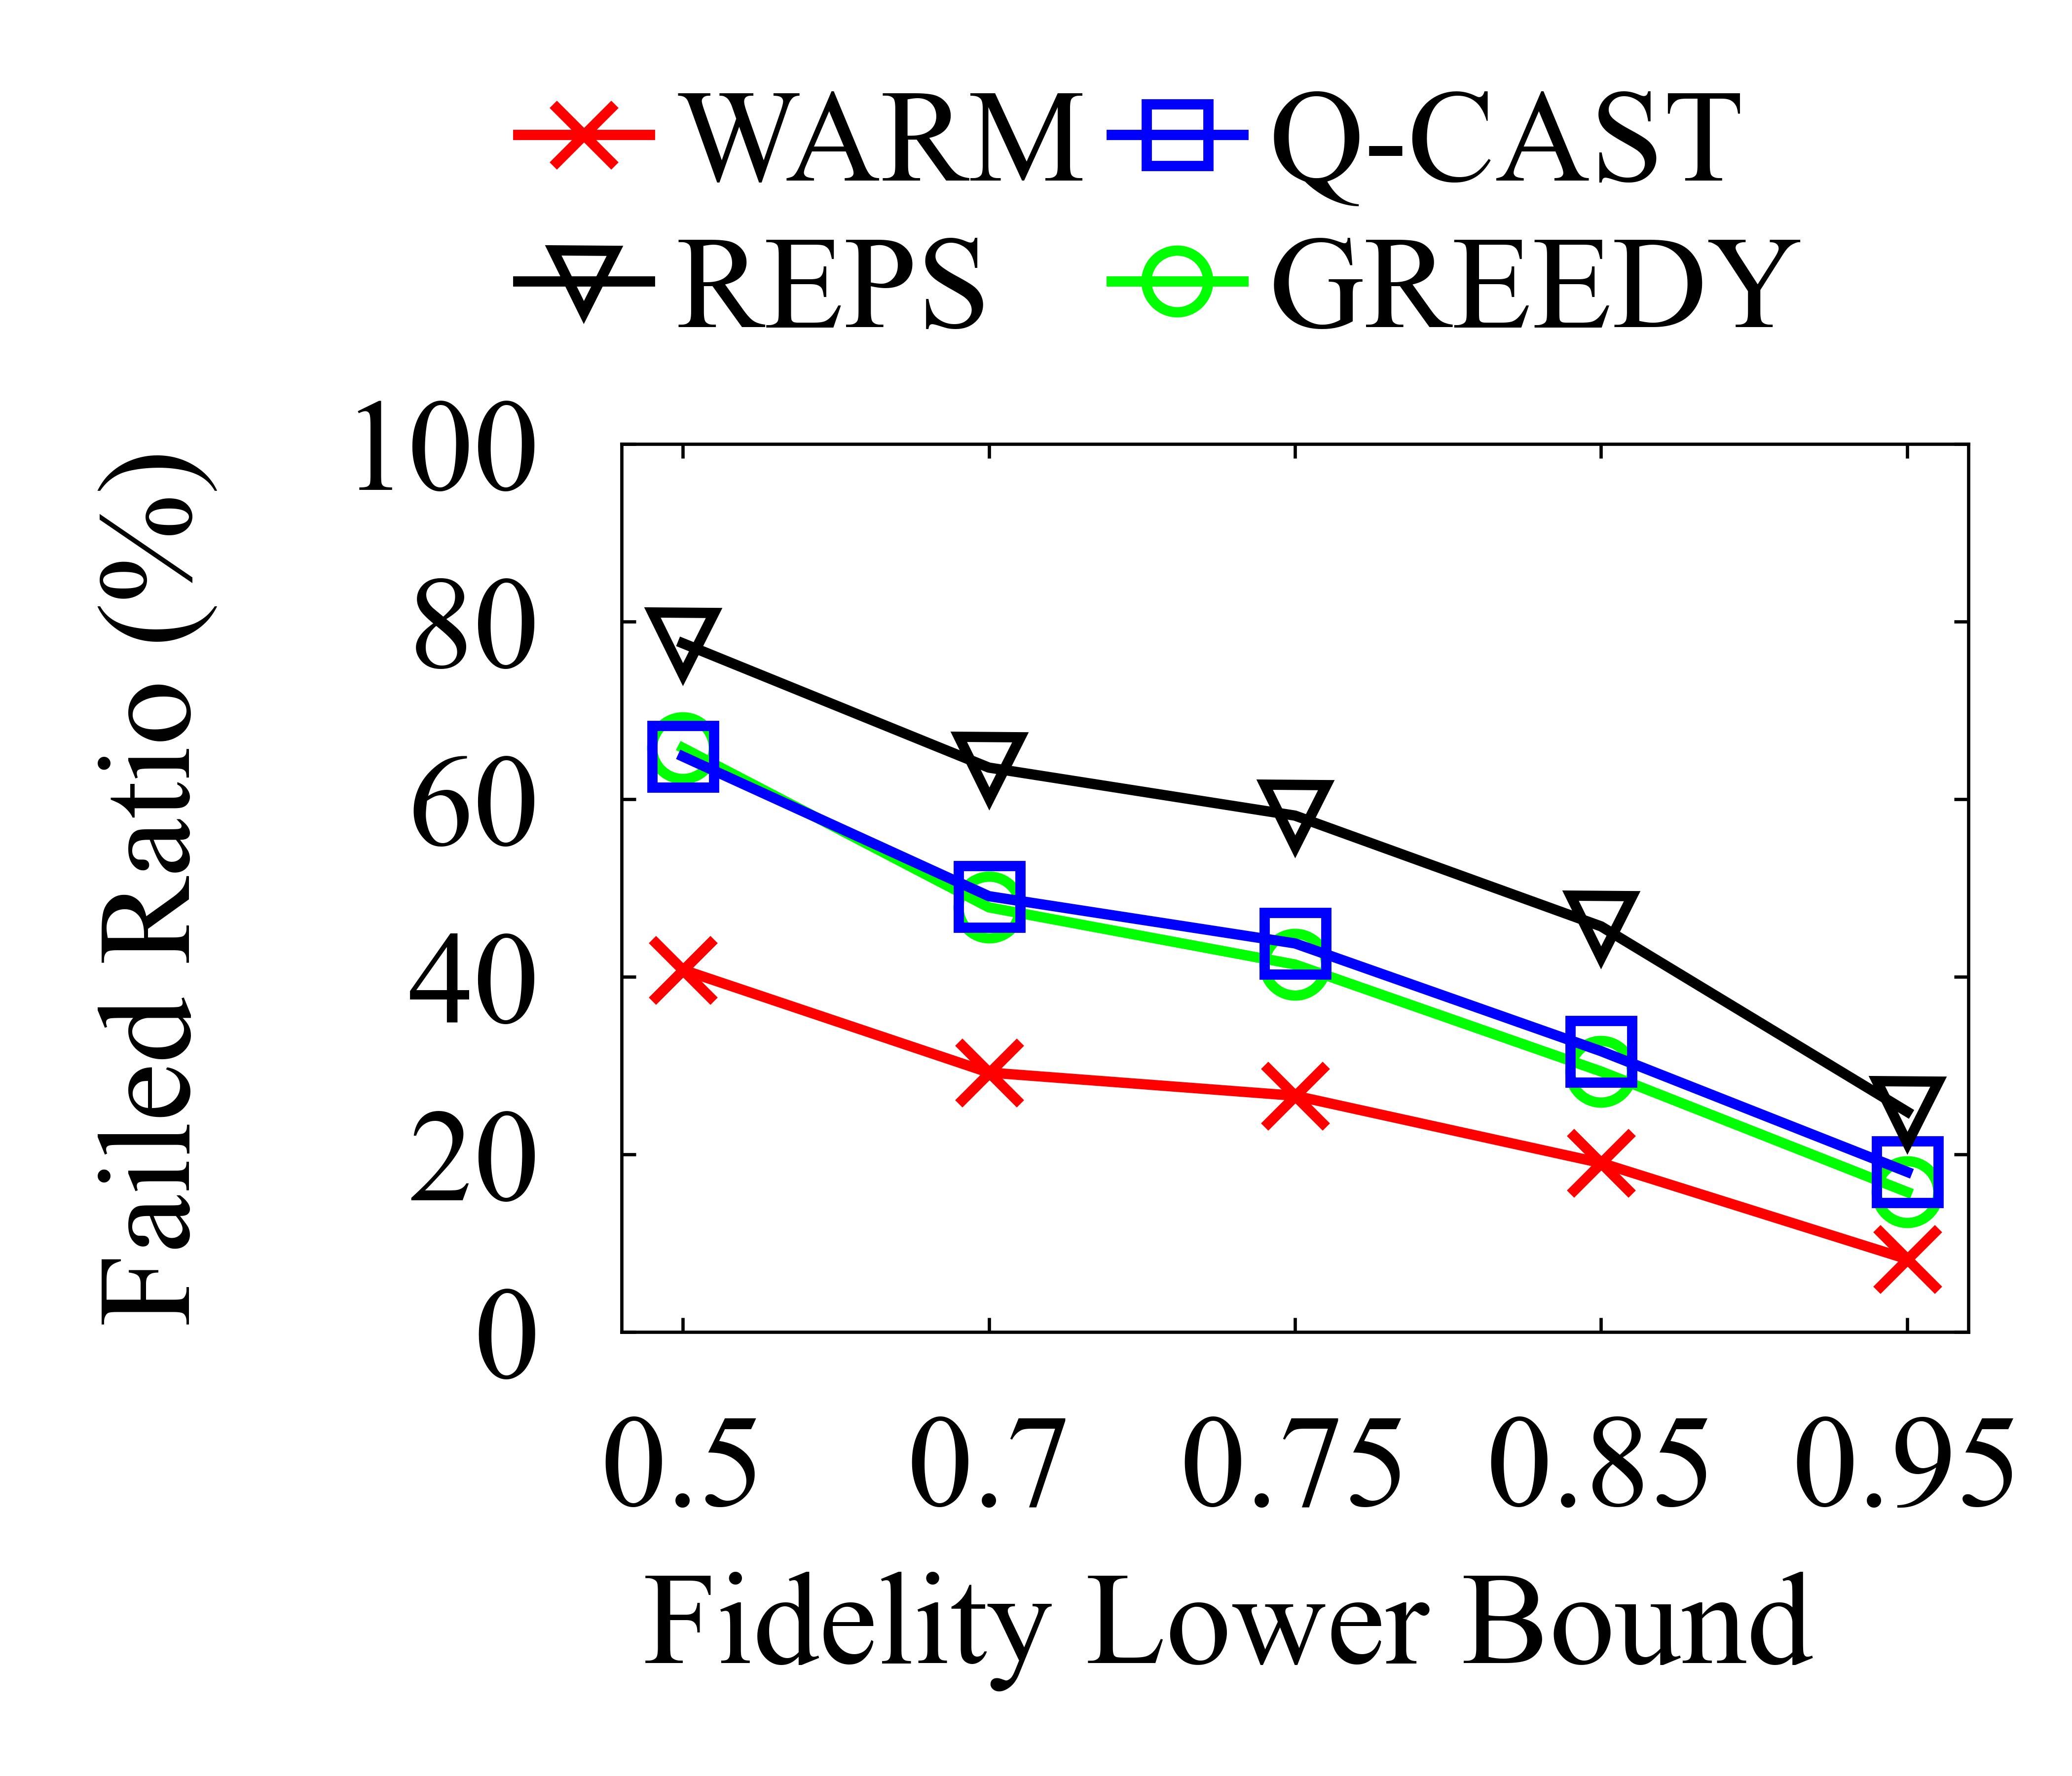 WARM Q-CAST
REPS GREEDY
Failed Ratio (%)
100
80
60
40
20
0
0.5 0.7 0.75 0.85 0.95
Fidelity Lower Bound